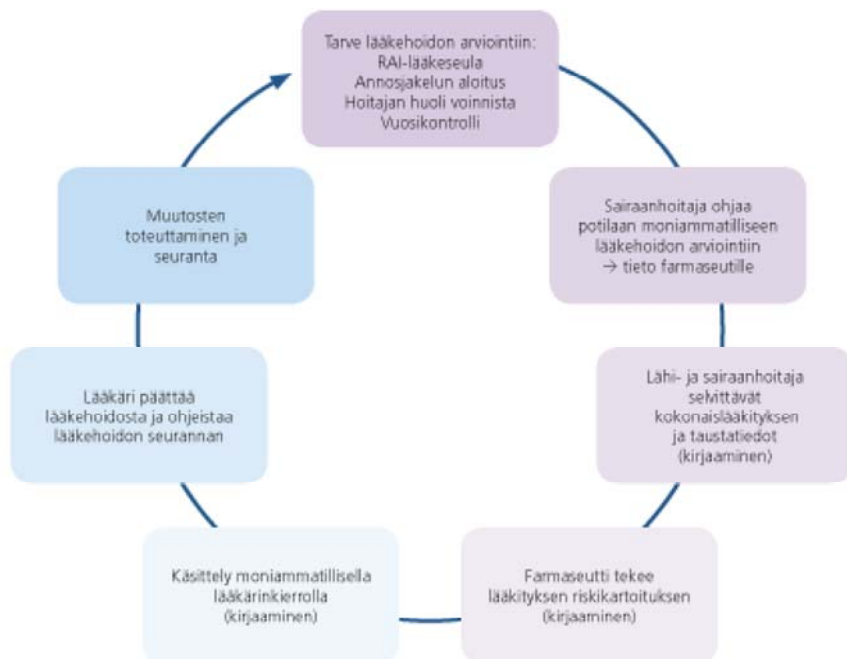 Tarve lääkehoidon arviointiin:
RAI-lääkeseula
Annosjakelun aloitus
Hoitajan huoli voinnista
Vuosikontrolli
Sairaanhoitaja ohjaa
potilaan moniammatilliseen
lääkehoidon arviointiin
→ tieto farmaseutille
Lähi- ja sairaanhoitaja
selvittävät
kokonaislääkityksen
ja taustatiedot
(kirjaaminen)
Farmaseutti tekee
lääkityksen riskikartoituksen
(kirjaaminen)
Käsittely moniammatillisella
lääkärinkierrolla
(kirjaaminen)
Lääkäri päättää
lääkehoidosta ja ohjeistaa
lääkehoidon seurannan
Muutosten
toteuttaminen ja
seuranta